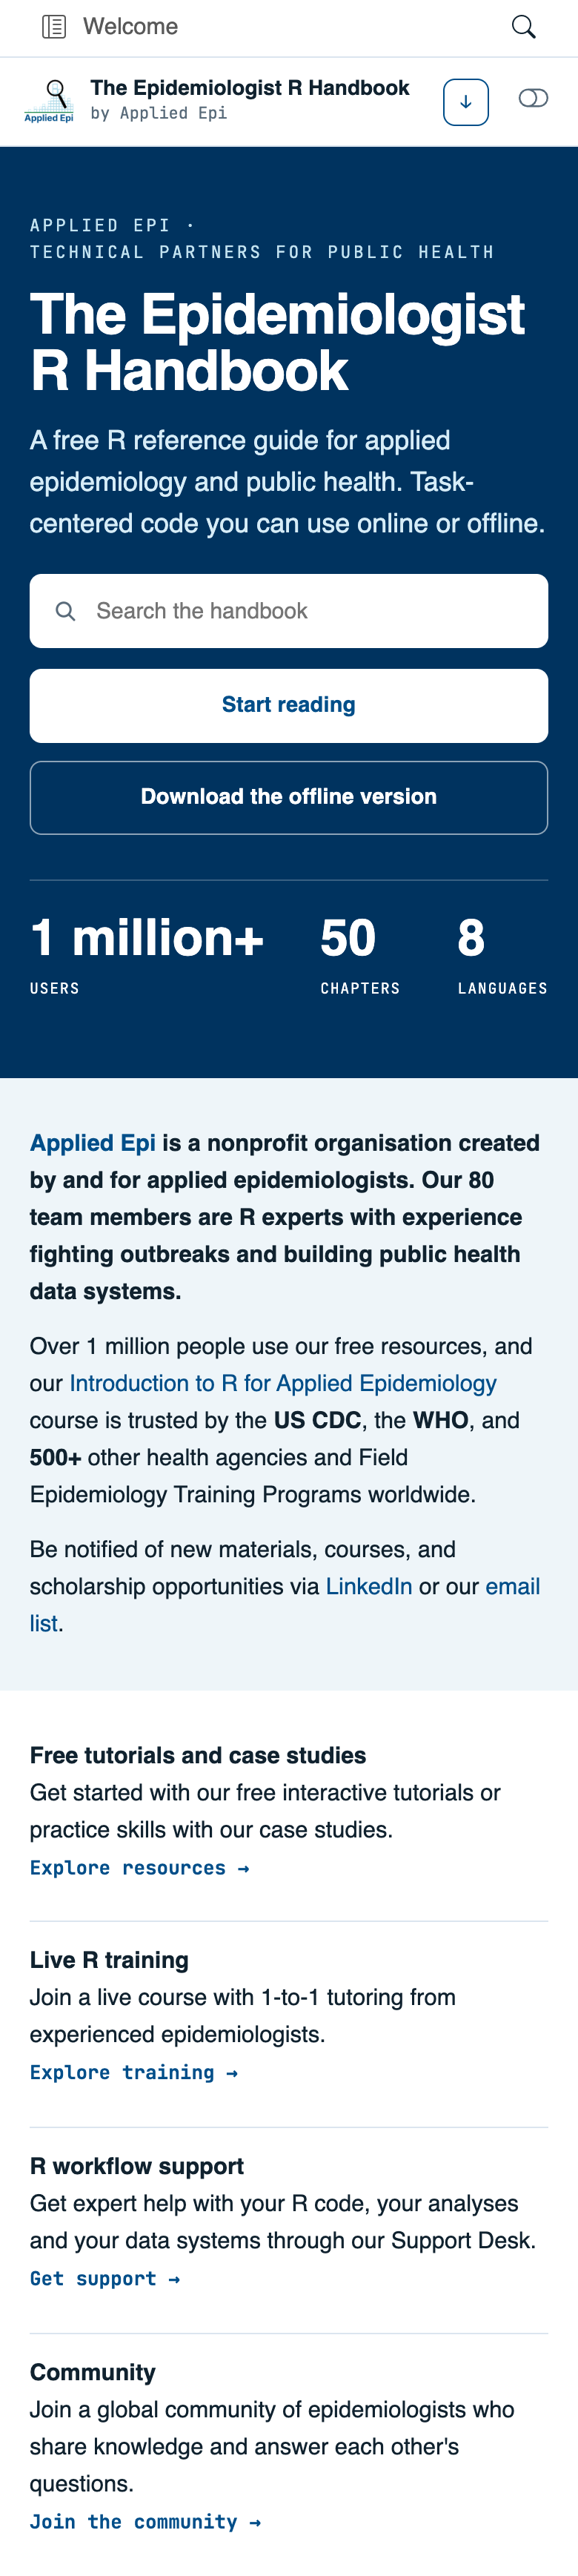 Welcome
The Epidemiologist R Handbook
by Applied Epi
Applied Epi
APPLIED EPI ·
TECHNICAL PARTNERS FOR PUBLIC HEALTH
The Epidemiologist
R Handbook
A free R reference guide for applied
epidemiology and public health. Task-
centered code you can use online or offline.
Search the handbook
Start reading
Download the offline version
1 million+
USERS
50
CHAPTERS
8
LANGUAGES
Applied Epi is a nonprofit organisation created
by and for applied epidemiologists. Our 80
team members are R experts with experience
fighting outbreaks and building public health
data systems.
Over 1 million people use our free resources, and
our Introduction to R for Applied Epidemiology
course is trusted by the US CDC, the WHO, and
500+ other health agencies and Field
Epidemiology Training Programs worldwide.
Be notified of new materials, courses, and
scholarship opportunities via LinkedIn or our email
list.
Free tutorials and case studies
Get started with our free interactive tutorials or
practice skills with our case studies.
Explore resources →
Live R training
Join a live course with 1-to-1 tutoring from
experienced epidemiologists.
Explore training →
R workflow support
Get expert help with your R code, your analyses
and your data systems through our Support Desk.
Get support →
Community
Join a global community of epidemiologists who
share knowledge and answer each other's
questions.
Join the community →